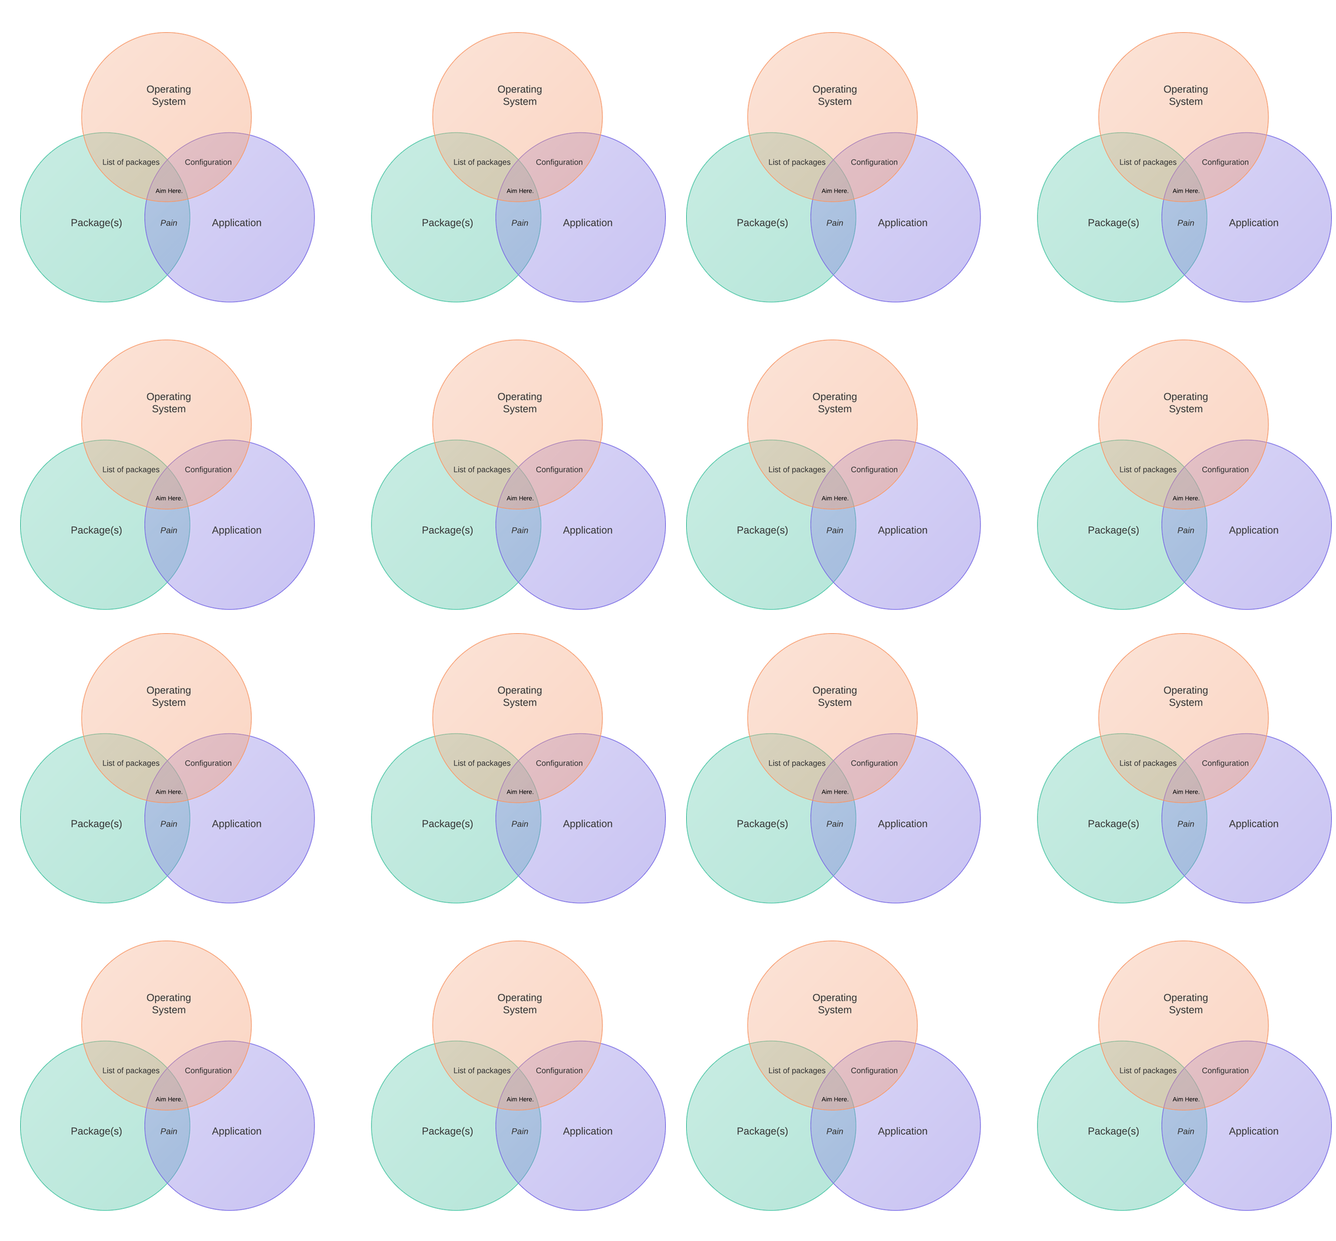 Operating
System
List of packages
Configuration
Aim Here.
Package(s)
Pain
Application
Operating
System
List of packages
Configuration
Aim Here.
Package(s)
Pain
Application
Operating
System
List of packages
Configuration
Aim Here.
Package(s)
Pain
Application
Operating
System
List of packages
Configuration
Aim Here.
Package(s)
Pain
Application
Operating
System
List of packages
Configuration
Aim Here.
Package(s)
Pain
Application
Operating
System
List of packages
Configuration
Aim Here.
Package(s)
Pain
Application
Operating
System
List of packages
Configuration
Aim Here.
Package(s)
Pain
Application
Operating
System
List of packages
Configuration
Aim Here.
Package(s)
Pain
Application
Operating
System
List of packages
Configuration
Aim Here.
Package(s)
Pain
Application
Operating
System
List of packages
Configuration
Aim Here.
Package(s)
Pain
Application
Operating
System
List of packages
Configuration
Aim Here.
Package(s)
Pain
Application
Operating
System
List of packages
Configuration
Aim Here.
Package(s)
Pain
Application
Operating
System
List of packages
Configuration
Aim Here.
Package(s)
Pain
Application
Operating
System
List of packages
Configuration
Aim Here.
Package(s)
Pain
Application
Operating
System
List of packages
Configuration
Aim Here.
Package(s)
Pain
Application
Operating
System
List of packages
Configuration
Aim Here.
Package(s)
Pain
Application